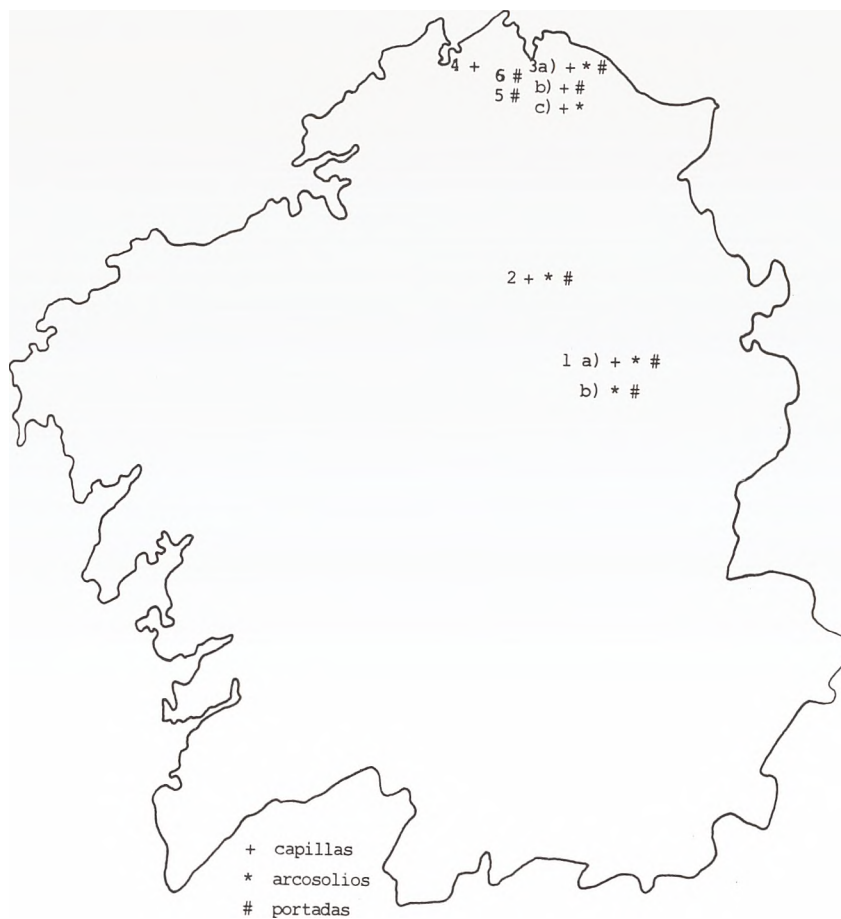 4 +
6 #
5 #
3a) + * #
b) + #
c) + *
2 + * #
1 a) + * #
b) * #
+ capillas
* arcosolios
# portadas